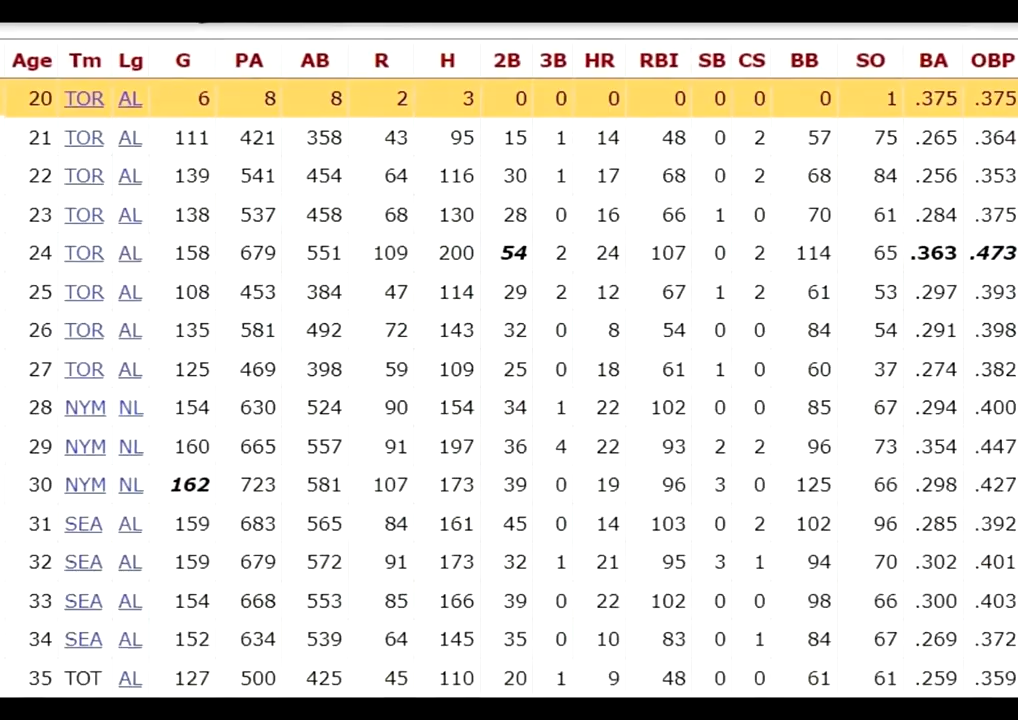 Age Tm Lg G PA AB R H 2B 3B HR RBI SB CS BB SO BA OBP
20 TOR AL 6 8 8 2 3 0 0 0 0 0 0 0 1 .375 .375
21 TOR AL 111 421 358 43 95 15 1 14 48 0 2 57 75 .265 .364
22 TOR AL 139 541 454 64 116 30 1 17 68 0 2 68 84 .256 .353
23 TOR AL 138 537 458 68 130 28 0 16 66 1 0 70 61 .284 .375
24 TOR AL 158 679 551 109 200 54 2 24 107 0 2 114 65 .363 .473
25 TOR AL 108 453 384 47 114 29 2 12 67 1 2 61 53 .297 .393
26 TOR AL 135 581 492 72 143 32 0 8 54 0 0 84 54 .291 .398
27 TOR AL 125 469 398 59 109 25 0 18 61 1 0 60 37 .274 .382
28 NYM NL 154 630 524 90 154 34 1 22 102 0 0 85 67 .294 .400
29 NYM NL 160 665 557 91 197 36 4 22 93 2 2 96 73 .354 .447
30 NYM NL 162 723 581 107 173 39 0 19 96 3 0 125 66 .298 .427
31 SEA AL 159 683 565 84 161 45 0 14 103 0 2 102 96 .285 .392
32 SEA AL 159 679 572 91 173 32 1 21 95 3 1 94 70 .302 .401
33 SEA AL 154 668 553 85 166 39 0 22 102 0 0 98 66 .300 .403
34 SEA AL 152 634 539 64 145 35 0 10 83 0 1 84 67 .269 .372
35 TOT AL 127 500 425 45 110 20 1 9 48 0 0 61 61 .259 .359